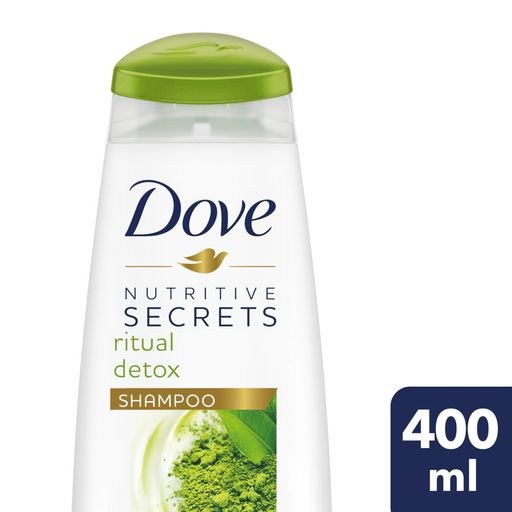 Dove
NUTRITIVE
SECRETS
ritual
detox
SHAMPOO
400
ml